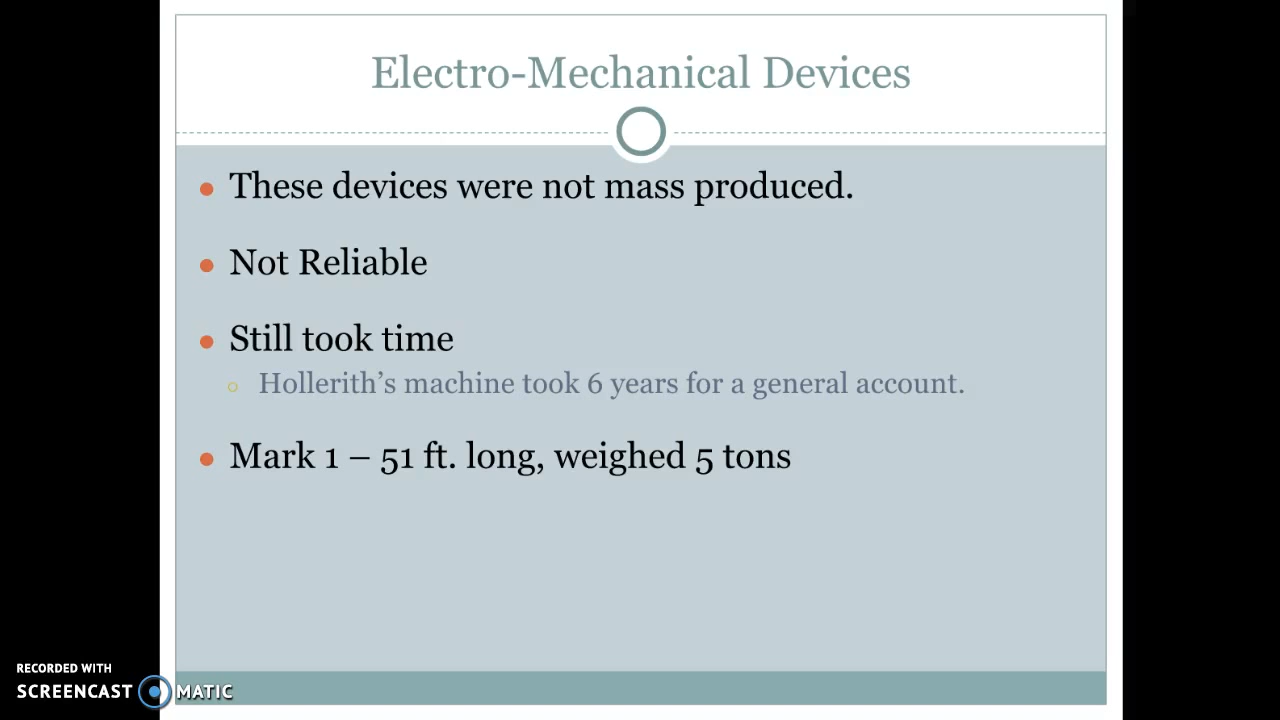 Electro-Mechanical Devices
These devices were not mass produced.
Not Reliable
Still took time
Hollerith’s machine took 6 years for a general account.
Mark 1 – 51 ft. long, weighed 5 tons
RECORDED WITH
SCREENCAST MATIC